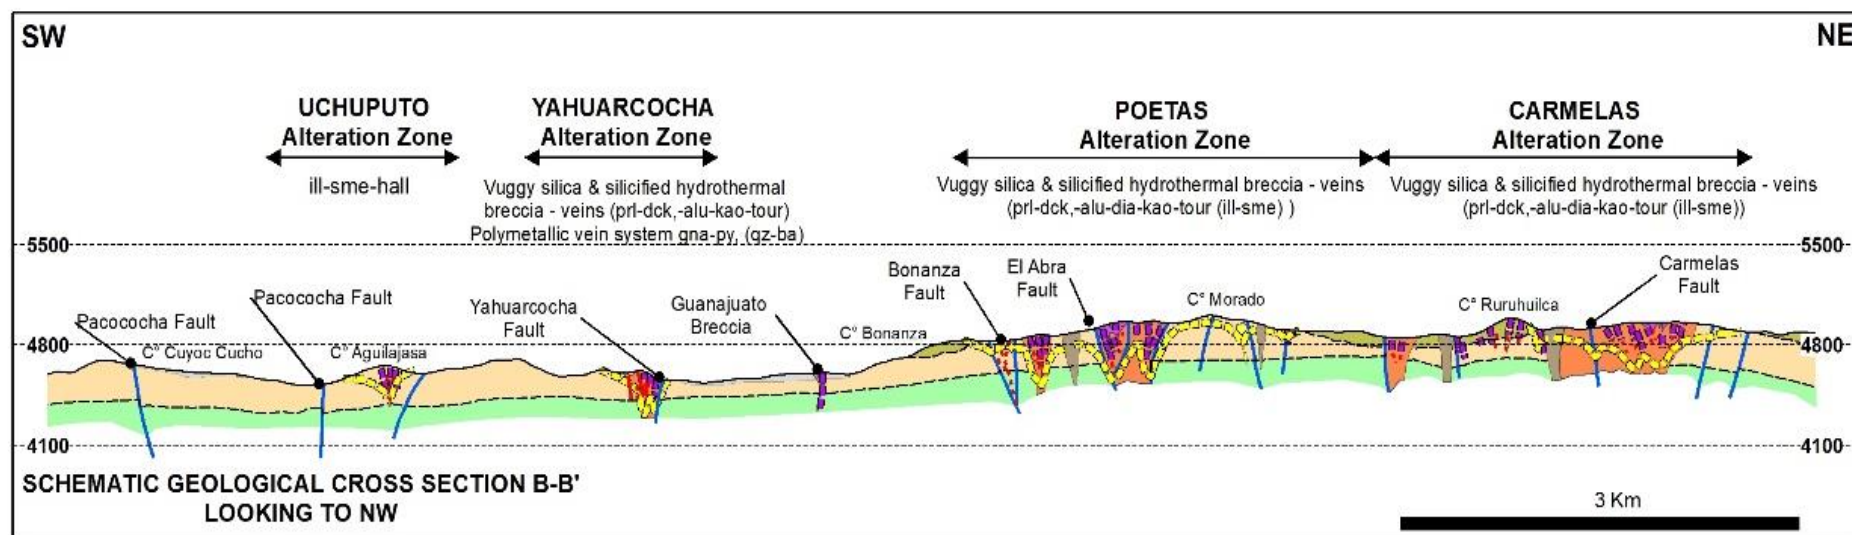 SW
NE
UCHUPUTO
Alteration Zone
ill-sme-hall
YAHUARCOCHA
Alteration Zone
Vuggy silica & silicified hydrothermal
breccia - veins (prl-dck,-alu-kao-tour)
Polymetallic vein system gna-py, (qz-ba)
POETAS
Alteration Zone
Vuggy silica & silicified hydrothermal breccia - veins
(prl-dck,-alu-dia-kao-tour (ill-sme) )
CARMELAS
Alteration Zone
Vuggy silica & silicified hydrothermal breccia - veins
(prl-dck,-alu-dia-kao-tour (ill-sme))
5500
5500
Pacococha Fault
C° Cuyoc Cucho
Pacococha Fault
C° Aguilajasa
Yahuarcocha
Fault
Guanajuato
Breccia
C° Bonanza
Bonanza
Fault
El Abra
Fault
C° Morado
C° Ruruhuilca
Carmelas
Fault
4800
4800
4100
4100
SCHEMATIC GEOLOGICAL CROSS SECTION B-B'
LOOKING TO NW
3 Km